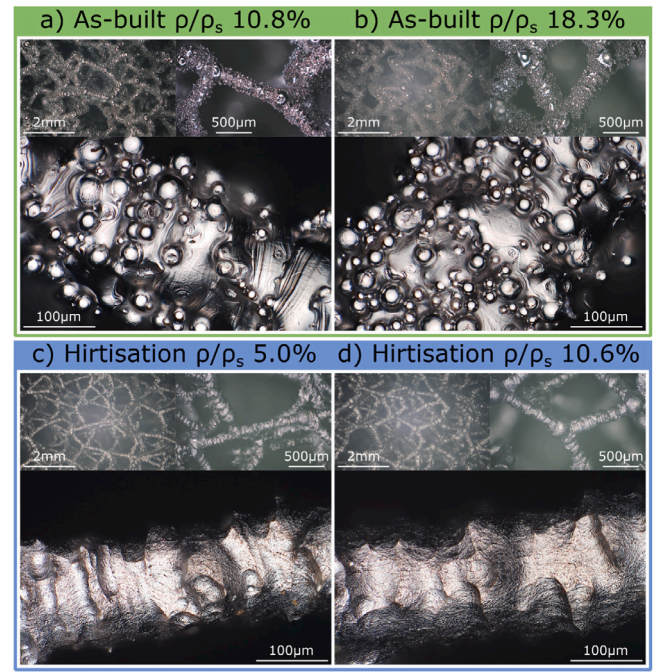 a) As-built ρ/ρₛ 10.8%
b) As-built ρ/ρₛ 18.3%
2mm
500μm
2mm
500μm
100μm
100μm
c) Hirtisation ρ/ρₛ 5.0%
d) Hirtisation ρ/ρₛ 10.6%
2mm
500μm
2mm
500μm
100μm
100μm